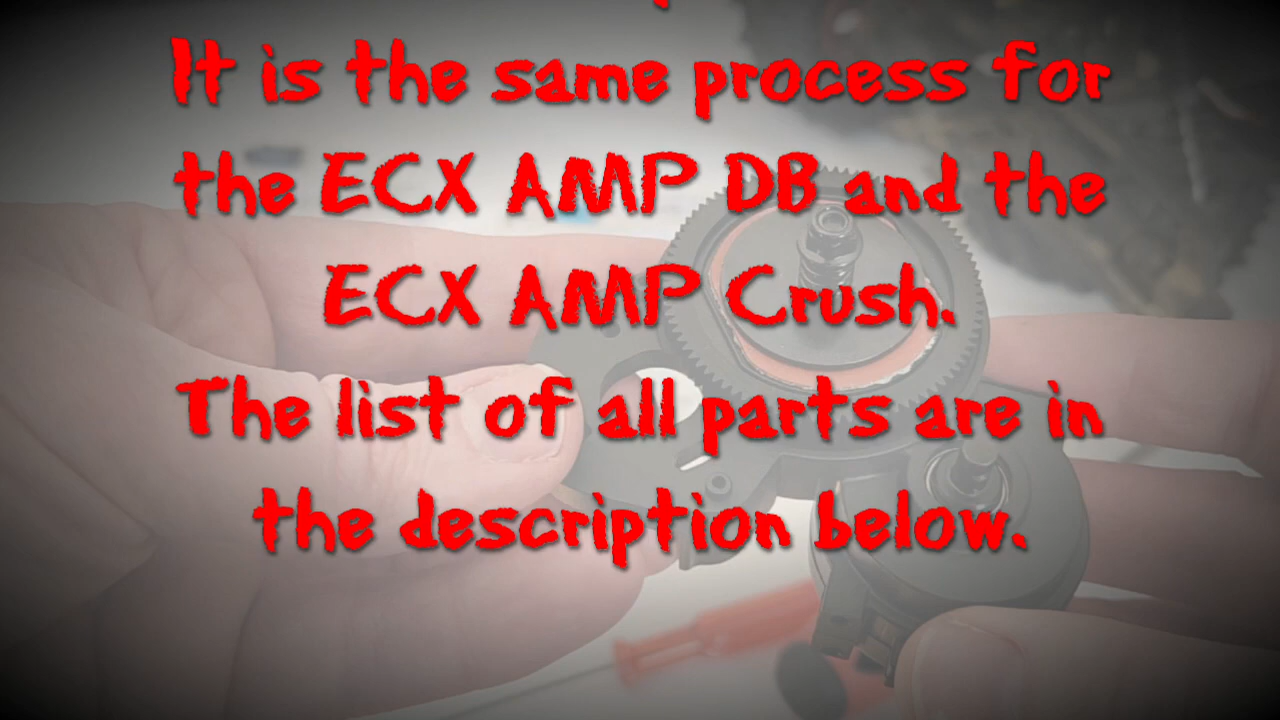 It is the same process for
the ECX AMP DB and the
ECX AMP Crush.
The list of all parts are in
the description below.